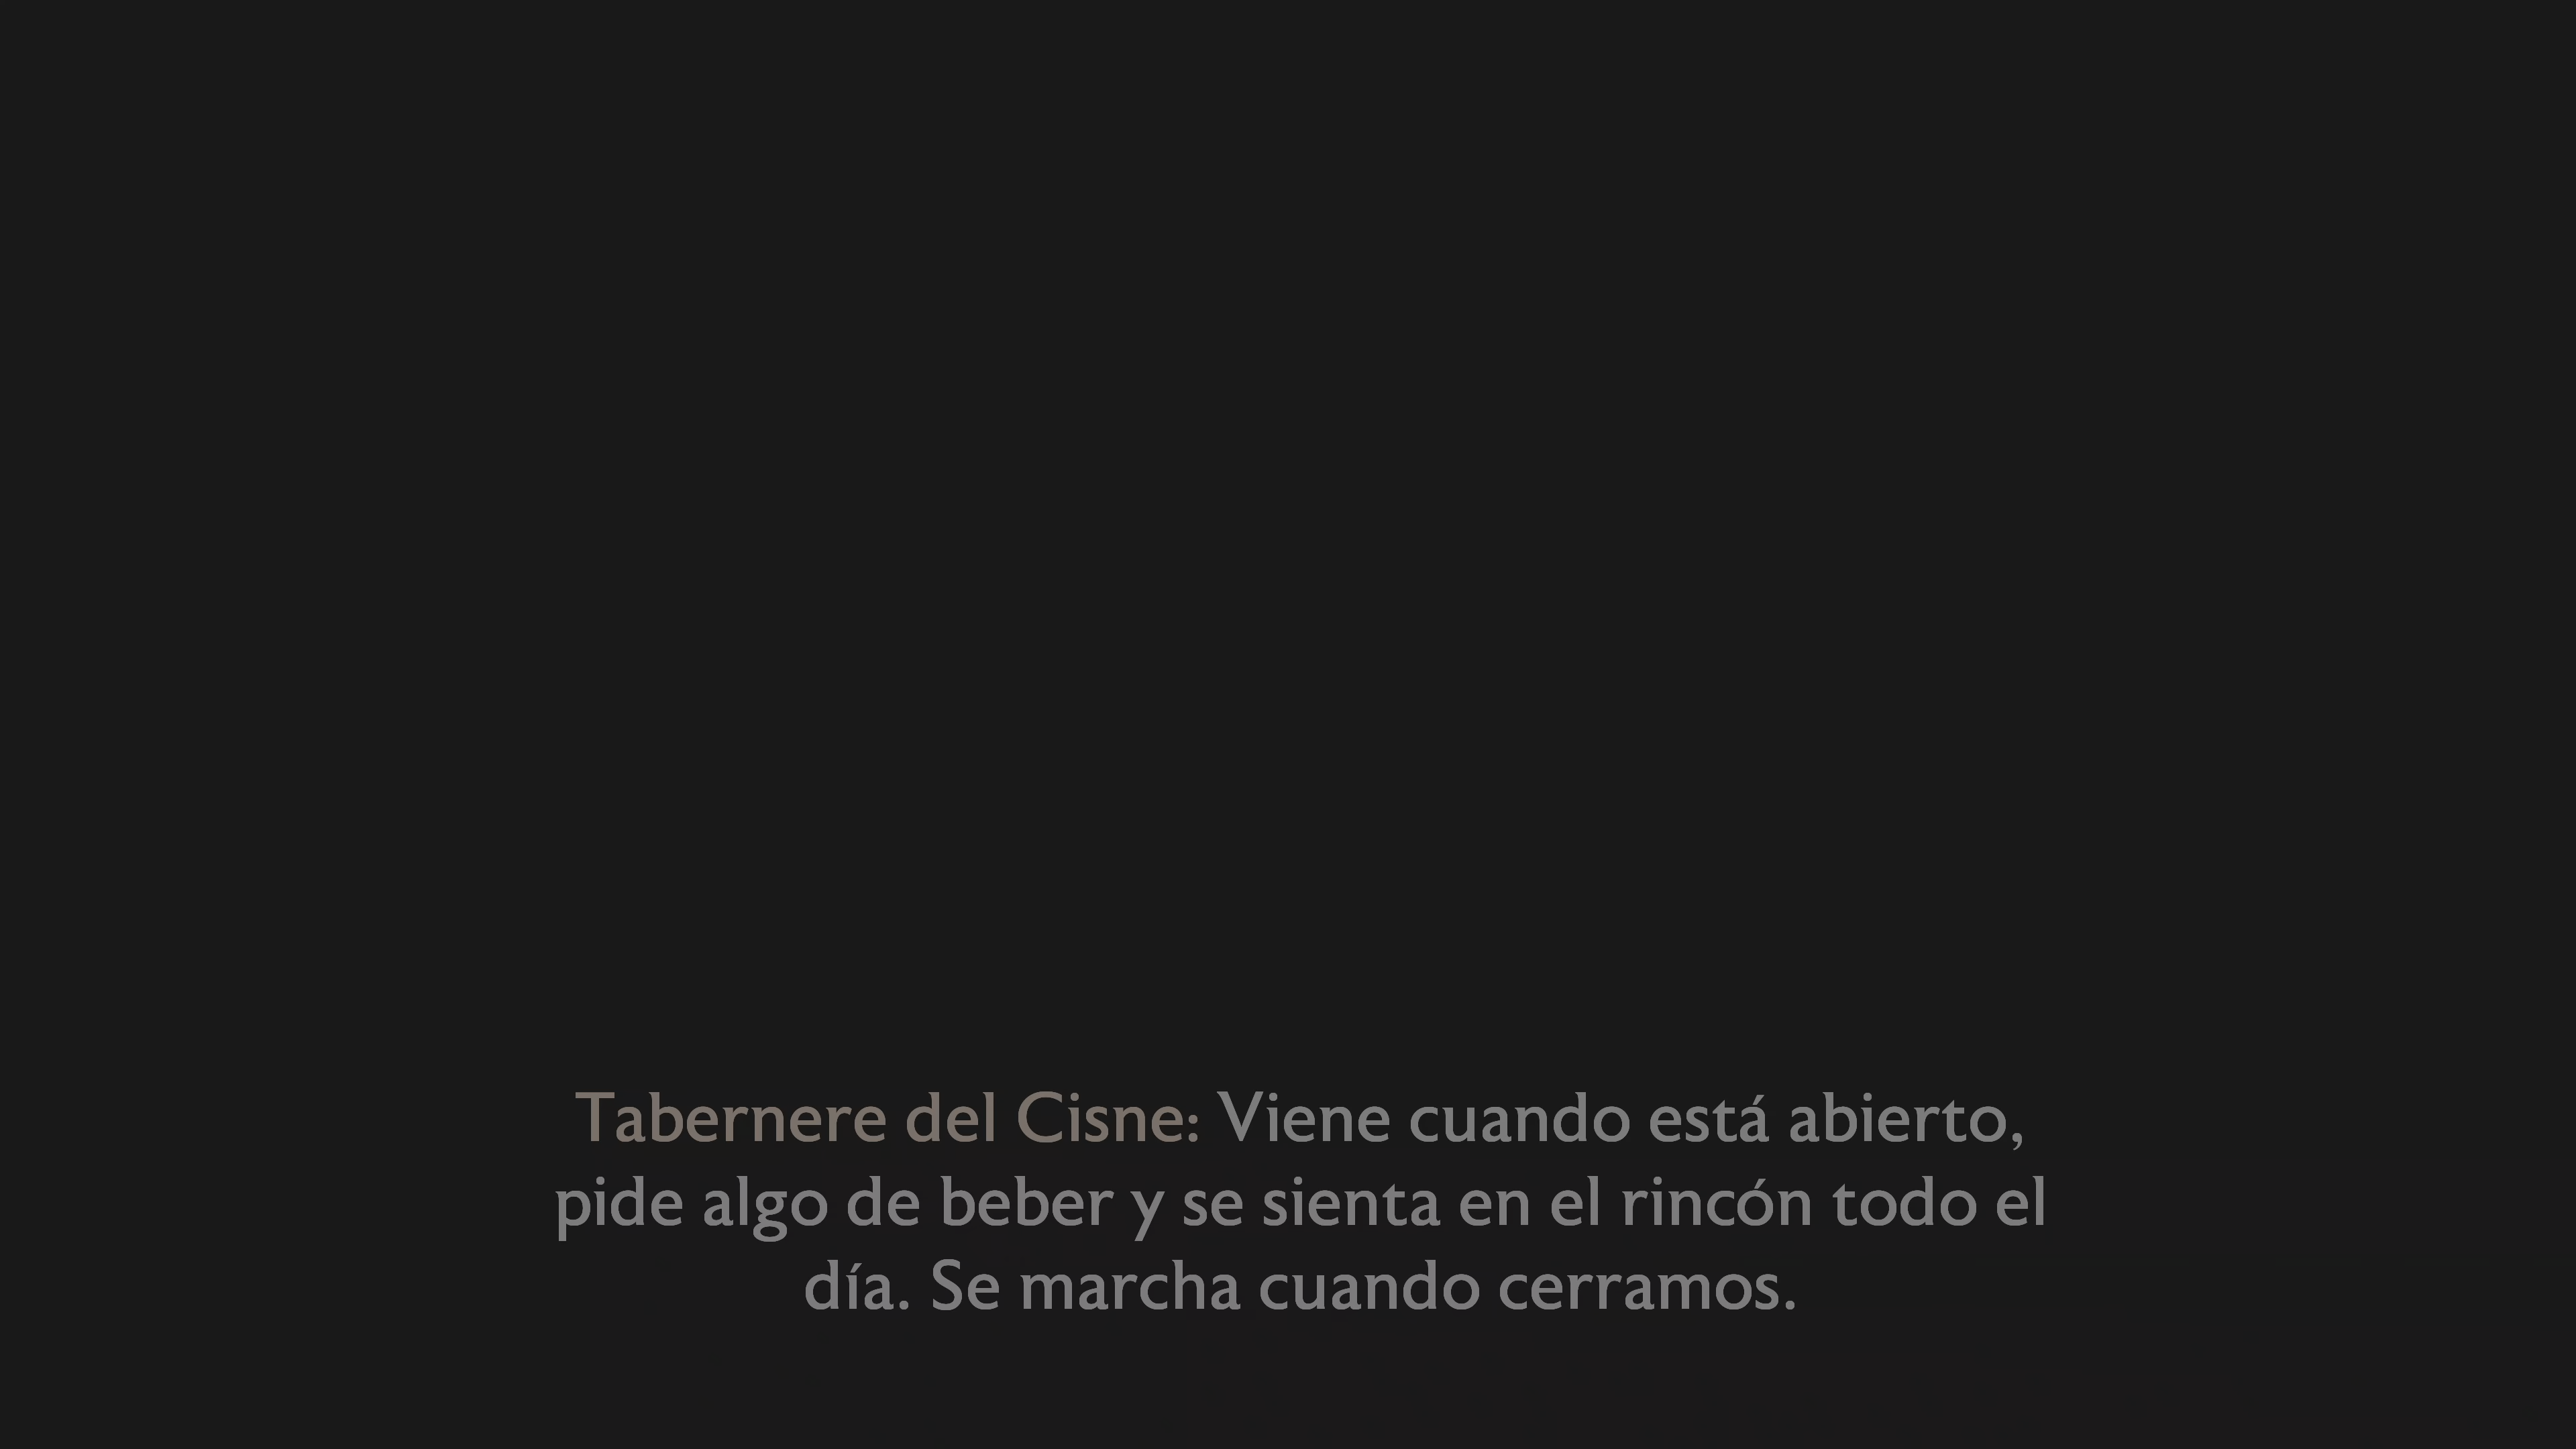 Tabernere del Cisne: Viene cuando está abierto,
pide algo de beber y se sienta en el rincón todo el
día. Se marcha cuando cerramos.